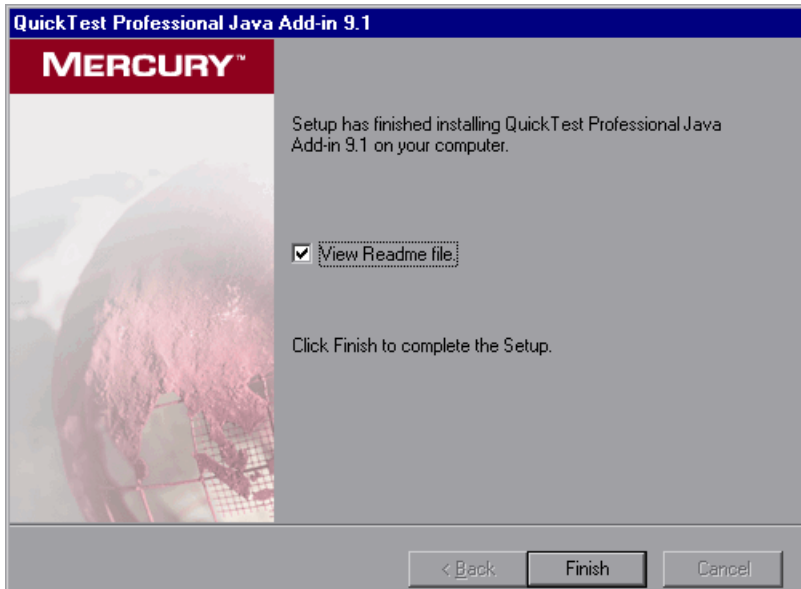 QuickTest Professional Java Add-in 9.1
MERCURY™
Setup has finished installing QuickTest Professional Java
Add-in 9.1 on your computer.
View Readme file.
Click Finish to complete the Setup.
< Back
Finish
Cancel